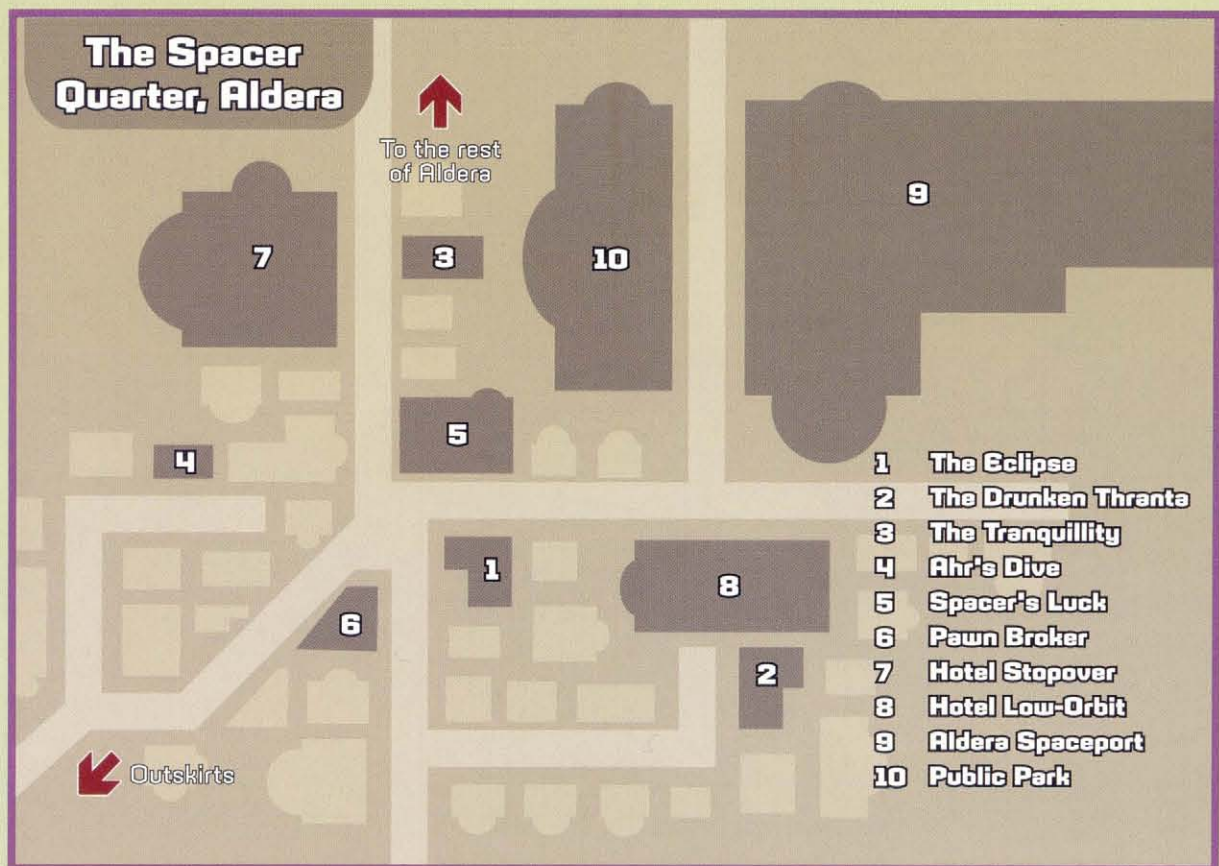 The Spacer
Quarter, Aldera
To the rest
of Aldera
7
3
10
9
5
4
1
8
6
2
1 The Eclipse
2 The Drunken Thranta
3 The Tranquillity
4 Ahr's Dive
5 Spacer's Luck
6 Pawn Broker
7 Hotel Stopover
8 Hotel Low-Orbit
9 Aldera Spaceport
10 Public Park
Outskirts